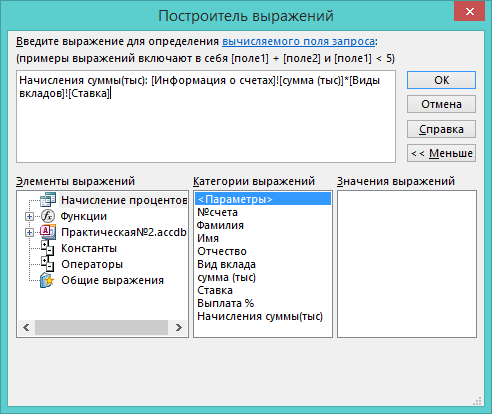 Построитель выражений
Введите выражение для определения вычисляемого поля запроса:
(примеры выражений включают в себя [поле1] + [поле2] и [поле1] < 5)
Начисления суммы(тыс): [Информация о счетах]![сумма (тыс)]*[Виды
вкладов]![Ставка]
ОК
Отмена
Справка
<< Меньше
Элементы выражений
Начисление процентов
Функции
Практическая№2.accdb
Константы
Операторы
Общие выражения
Категории выражений
<Параметры>
№счета
Фамилия
Имя
Отчество
Вид вклада
сумма (тыс)
Ставка
Выплата %
Начисления суммы(тыс)
Значения выражений